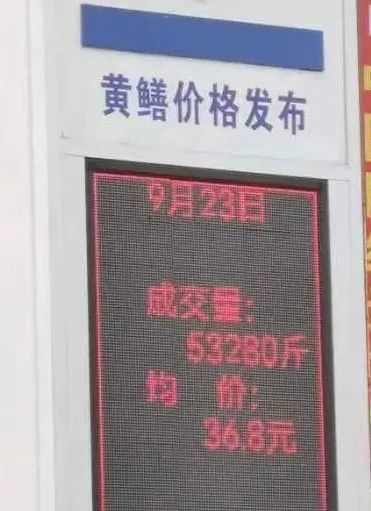 黄鳝价格发布
9月23日
成交量:
53280斤
均 价:
36.8元